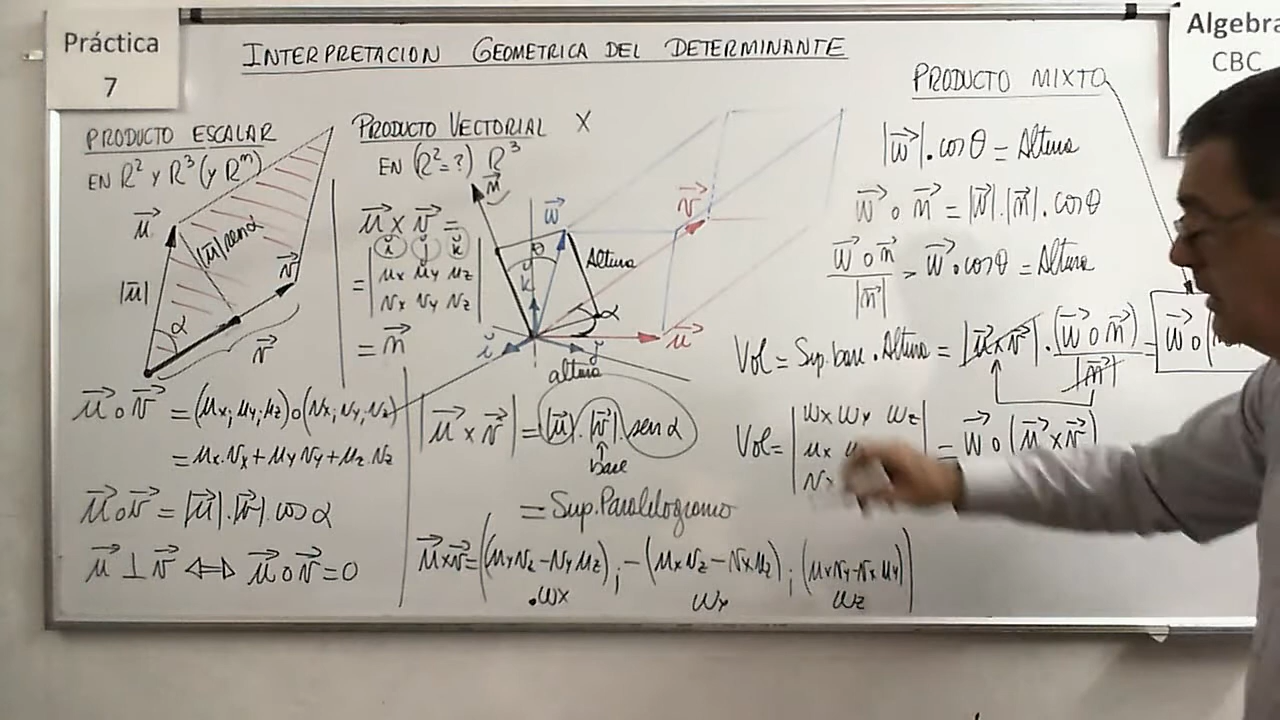 Práctica
7
Algebra
CBC
INTERPRETACION GEOMETRICA DEL DETERMINANTE
PRODUCTO ESCALAR
EN R² y R³ (y Rⁿ)
u⃗
|u⃗| sen α
|u⃗|
α
v⃗
v⃗
u⃗ o v⃗ = (ux; uy; uz) o (vx; vy; vz)
= ux.vx + uy vy + uz.vz
u⃗ o v⃗ = |u⃗|.|v⃗|. cos α
u⃗ ⊥ v⃗ ⇔ u⃗ o v⃗ = 0
PRODUCTO VECTORIAL X
EN (R² = ?) R³
u⃗ x v⃗ =
= | i j k |
| ux uy uz |
| vx vy vz |
= n⃗
n⃗
w⃗
v⃗
θ
Altura
k
α
i
j
u⃗
altura
|u⃗ x v⃗| = |u⃗|.|v⃗|. sen α
base
= Sup. Paralelogramo
u⃗ x v⃗ = ((uy vz - vy uz); -(ux vz - vx uz); (ux vy - vx uy))
.wx wy wz
PRODUCTO MIXTO
|w⃗|. cos θ = Altura
w⃗ o n⃗ = |w⃗|.|n⃗|. cos θ
w⃗ o n⃗ / |n⃗| = w⃗ o cos θ = Altura
Vol = Sup. base . Altura = |u⃗ x v⃗| . (w⃗ o n⃗) / |n⃗| = w⃗ o (
Vol = | wx wy wz | = w⃗ o (u⃗ x v⃗)
| ux
| vx